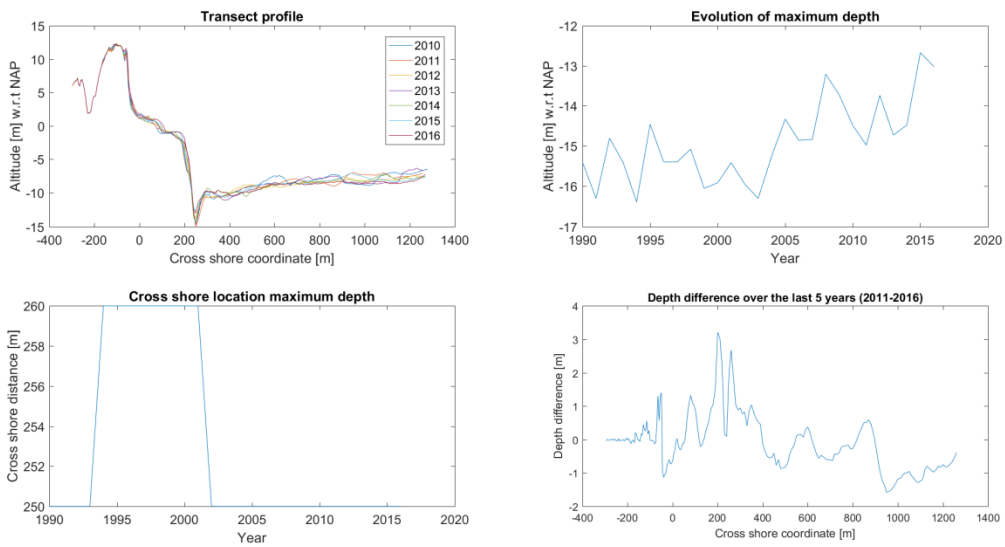 Transect profile
Altitude [m] w.r.t NAP
15
10
5
0
-5
-10
-15
-400 -200 0 200 400 600 800 1000 1200 1400
Cross shore coordinate [m]
2010
2011
2012
2013
2014
2015
2016
Evolution of maximum depth
Altitude [m] w.r.t NAP
-12
-13
-14
-15
-16
-17
1990 1995 2000 2005 2010 2015 2020
Year
Cross shore location maximum depth
Cross shore distance [m]
260
258
256
254
252
250
1990 1995 2000 2005 2010 2015 2020
Year
Depth difference over the last 5 years (2011-2016)
Depth difference [m]
4
3
2
1
0
-1
-2
-400 -200 0 200 400 600 800 1000 1200 1400
Cross shore coordinate [m]